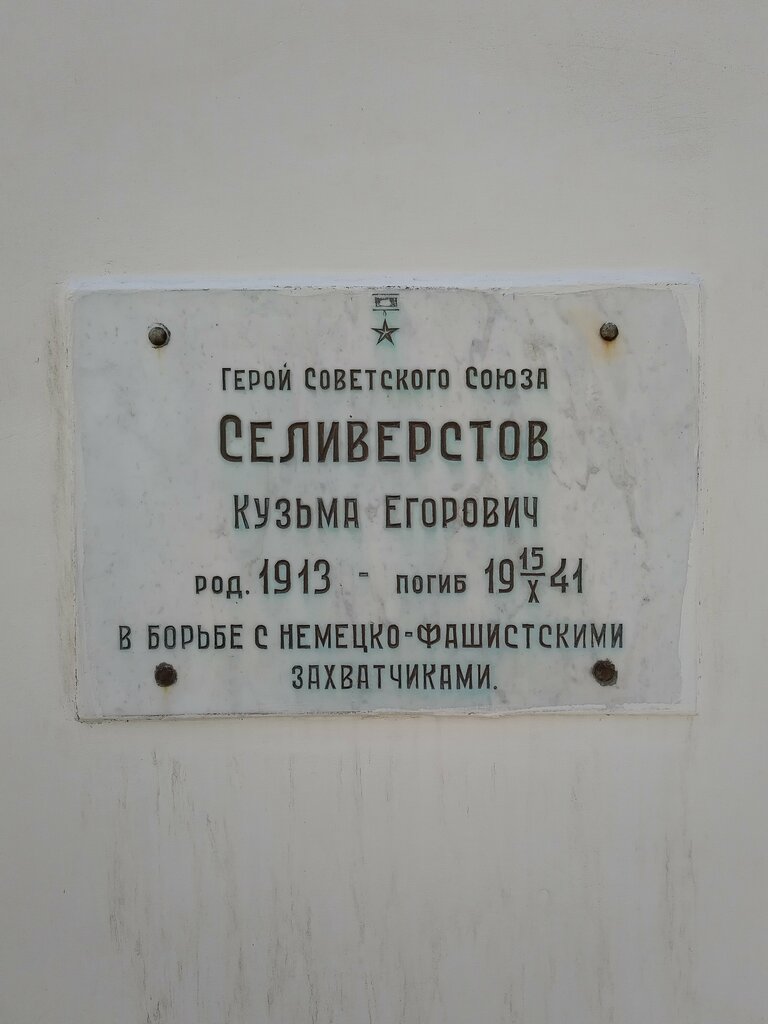 Герой Советского Союза
Селиверстов
Кузьма Егорович
род. 1913 - погиб 19 15/X 41
в борьбе с немецко-фашистскими
захватчиками.